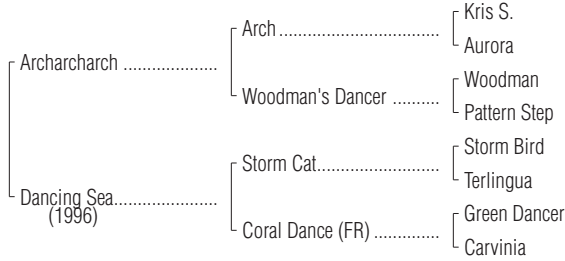 Kris S.
Arch........................................
Aurora
Archarcharch ....................
Woodman
Woodman's Dancer ..........
Pattern Step
Storm Bird
Storm Cat..............................
Terlingua
Dancing Sea......................
(1996)
Green Dancer
Coral Dance (FR) ..............
Carvinia